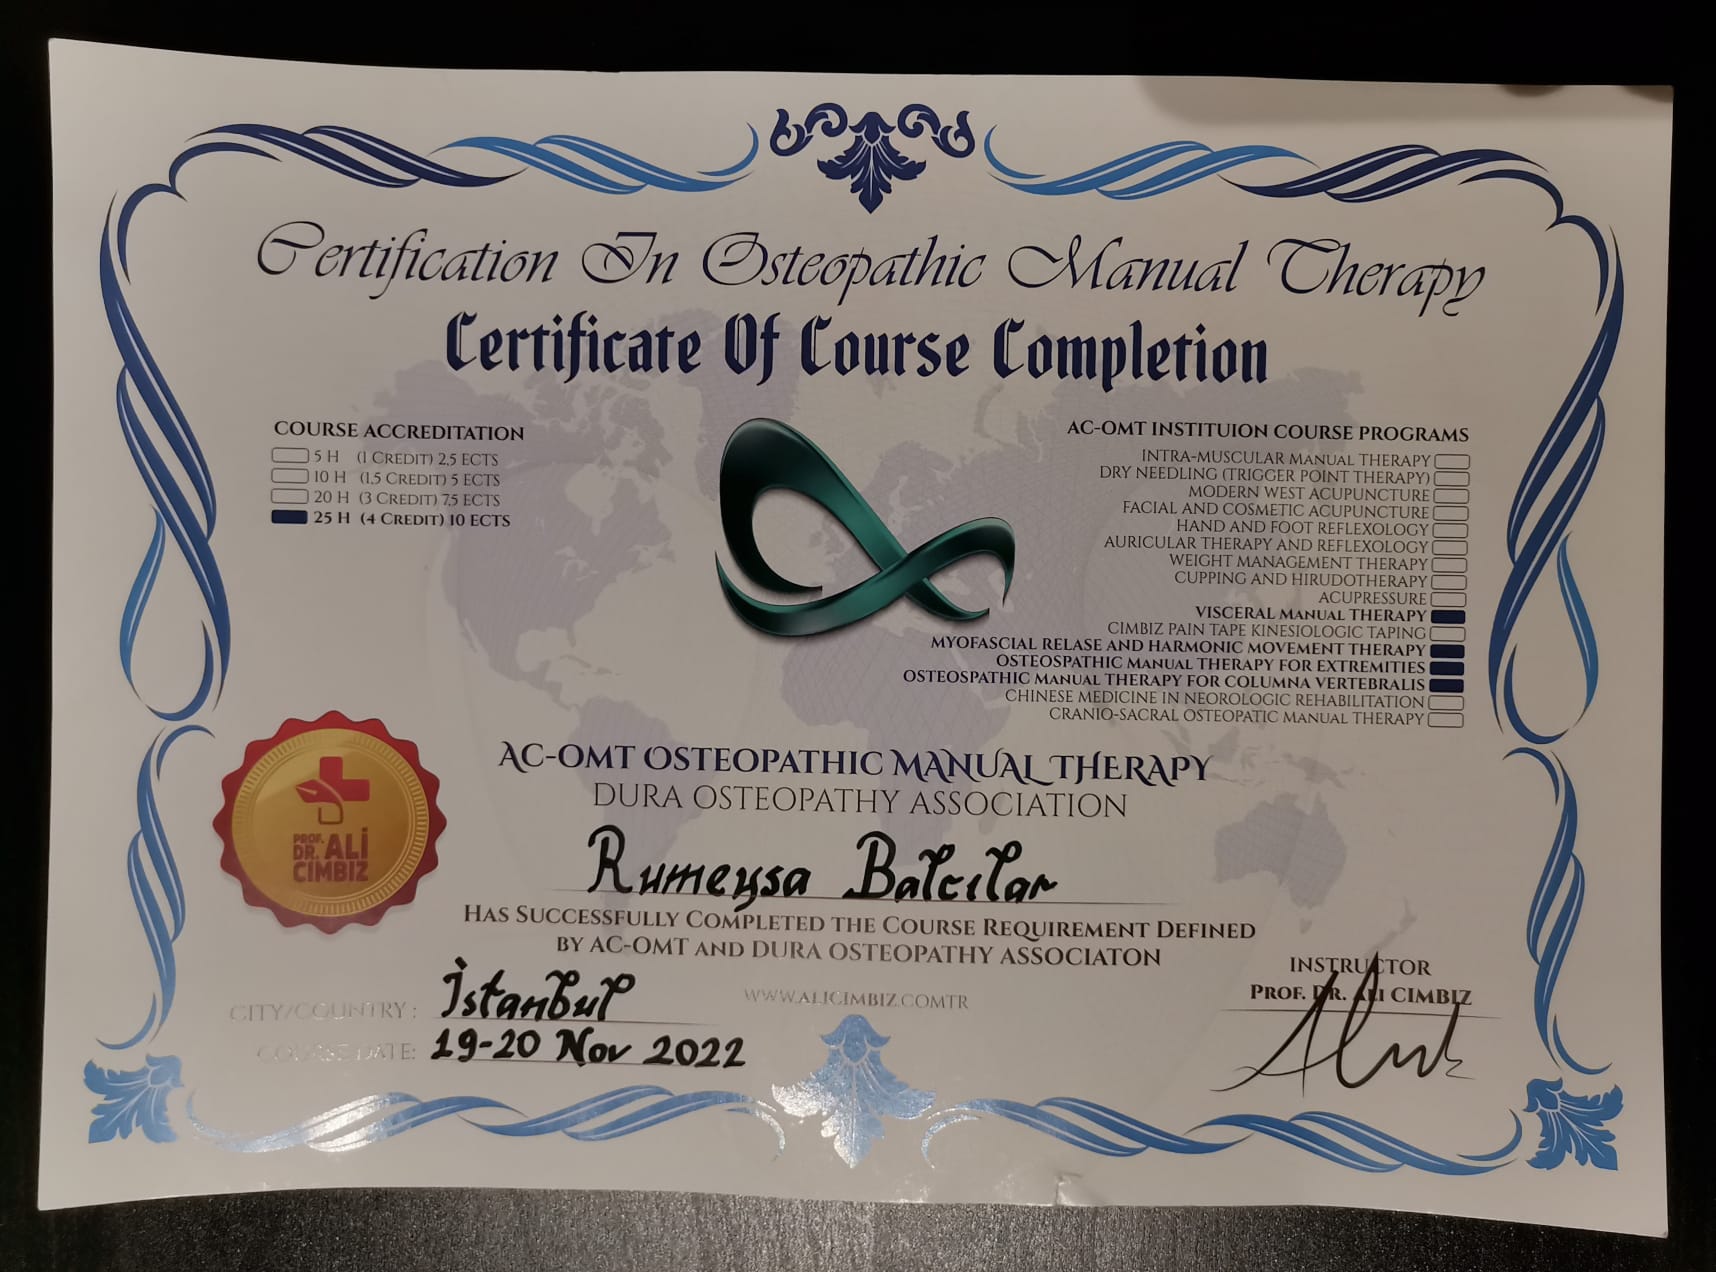 Certification In Osteopathic Manual Therapy
Certificate Of Course Completion
COURSE ACCREDITATION
5 H (1 CREDIT) 2,5 ECTS
10 H (1,5 CREDIT) 5 ECTS
20 H (3 CREDIT) 7,5 ECTS
25 H (4 CREDIT) 10 ECTS
AC-OMT INSTITUION COURSE PROGRAMS
INTRA-MUSCULAR MANUAL THERAPY
DRY NEEDLING (TRIGGER POINT THERAPY)
MODERN WEST ACUPUNCTURE
FACIAL AND COSMETIC ACUPUNCTURE
HAND AND FOOT REFLEXOLOGY
AURICULAR THERAPY AND REFLEXOLOGY
WEIGHT MANAGEMENT THERAPY
CUPPING AND HIRUDOTHERAPY
ACUPRESSURE
VISCERAL MANUAL THERAPY
CIMBIZ PAIN TAPE KINESIOLOGIC TAPING
MYOFASCIAL RELASE AND HARMONIC MOVEMENT THERAPY
OSTEOSPATHIC MANUAL THERAPY FOR EXTREMITIES
OSTEOSPATHIC MANUAL THERAPY FOR COLUMNA VERTEBRALIS
CHINESE MEDICINE IN NEOROLOGIC REHABILITATION
CRANIO-SACRAL OSTEOPATIC MANUAL THERAPY
AC-OMT OSTEOPATHIC MANUAL THERAPY
DURA OSTEOPATHY ASSOCIATION
PROF.
DR. ALİ
CIMBIZ
Rumeysa Balcılar
HAS SUCCESSFULLY COMPLETED THE COURSE REQUIREMENT DEFINED
BY AC-OMT AND DURA OSTEOPATHY ASSOCIATON
CITY/COUNTRY : İstanbul
COURSE DATE: 19-20 Nov 2022
WWW.ALICIMBIZ.COMTR
INSTRUCTOR
PROF. DR. ALI CIMBIZ